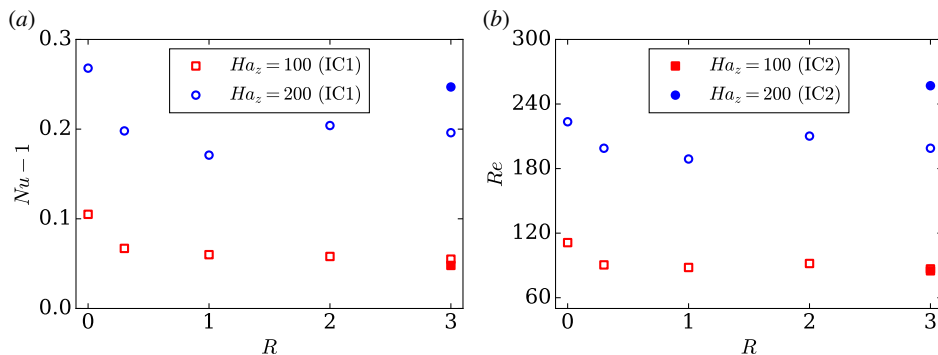 (a)
0.3
0.2
0.1
0.0
Nu − 1
Ha_z = 100 (IC1)
Ha_z = 200 (IC1)
0 1 2 3
R
(b)
300
240
180
120
60
Re
Ha_z = 100 (IC2)
Ha_z = 200 (IC2)
0 1 2 3
R